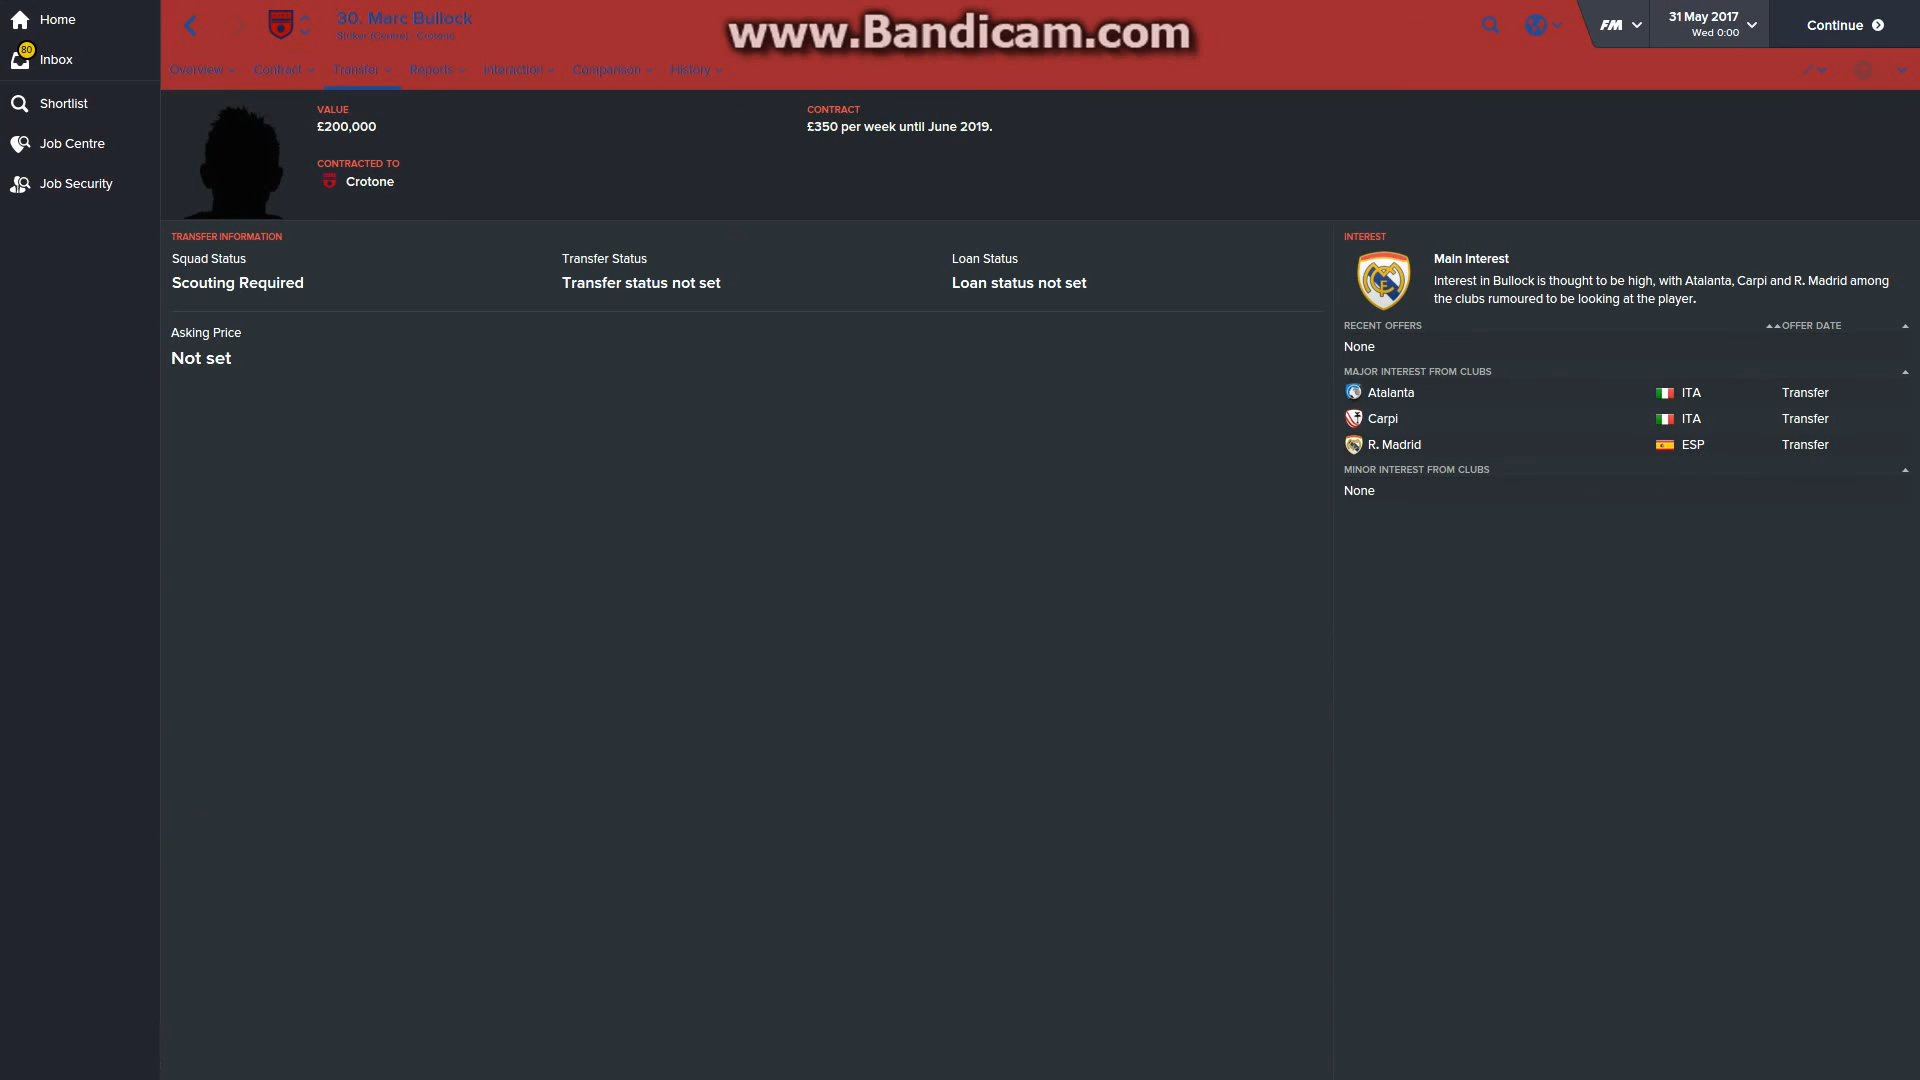 Home
80
Inbox
Shortlist
Job Centre
Job Security
30. Marc Bullock
Striker (Centre) - Crotone
www.Bandicam.com
FM
31 May 2017
Wed 0:00
Continue
Overview
Contract
Transfer
Reports
Interaction
Comparison
History
VALUE
£200,000
CONTRACT
£350 per week until June 2019.
CONTRACTED TO
Crotone
TRANSFER INFORMATION
Squad Status
Scouting Required
Transfer Status
Transfer status not set
Loan Status
Loan status not set
Asking Price
Not set
INTEREST
Main Interest
Interest in Bullock is thought to be high, with Atalanta, Carpi and R. Madrid among
the clubs rumoured to be looking at the player.
RECENT OFFERS
OFFER DATE
None
MAJOR INTEREST FROM CLUBS
Atalanta ITA Transfer
Carpi ITA Transfer
R. Madrid ESP Transfer
MINOR INTEREST FROM CLUBS
None